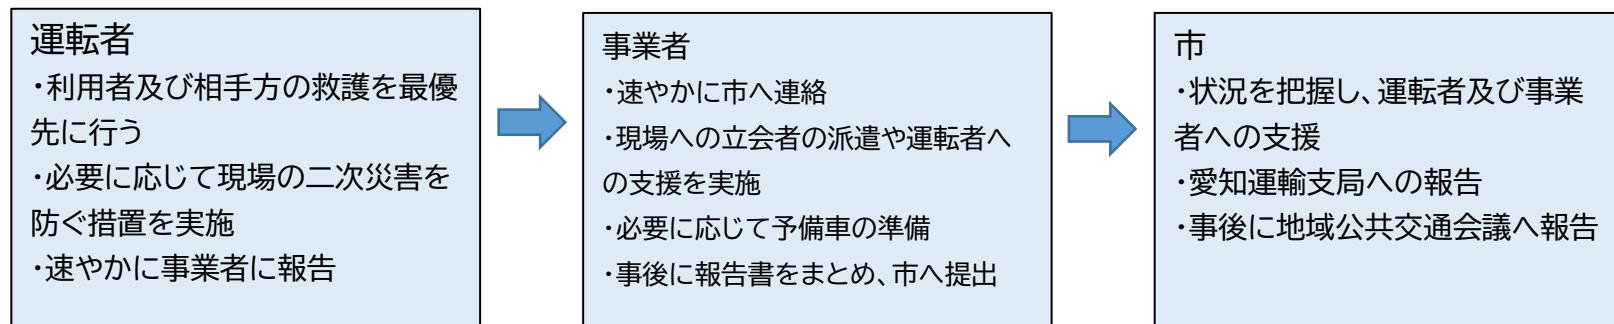 運転者
・利用者及び相手方の救護を最優
先に行う
・必要に応じて現場の二次災害を
防ぐ措置を実施
・速やかに事業者に報告
事業者
・速やかに市へ連絡
・現場への立会者の派遣や運転者へ
の支援を実施
・必要に応じて予備車の準備
・事後に報告書をまとめ、市へ提出
市
・状況を把握し、運転者及び事業
者への支援
・愛知運輸支局への報告
・事後に地域公共交通会議へ報告